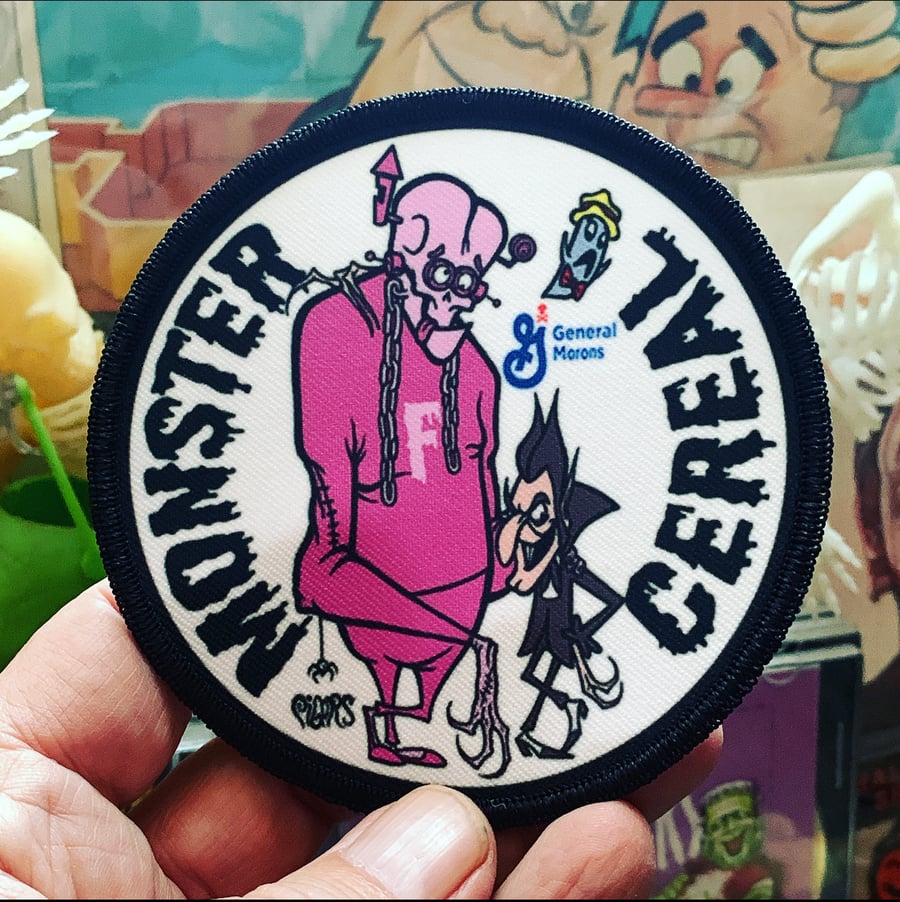 MONSTER
CEREAL
F
General
Morons